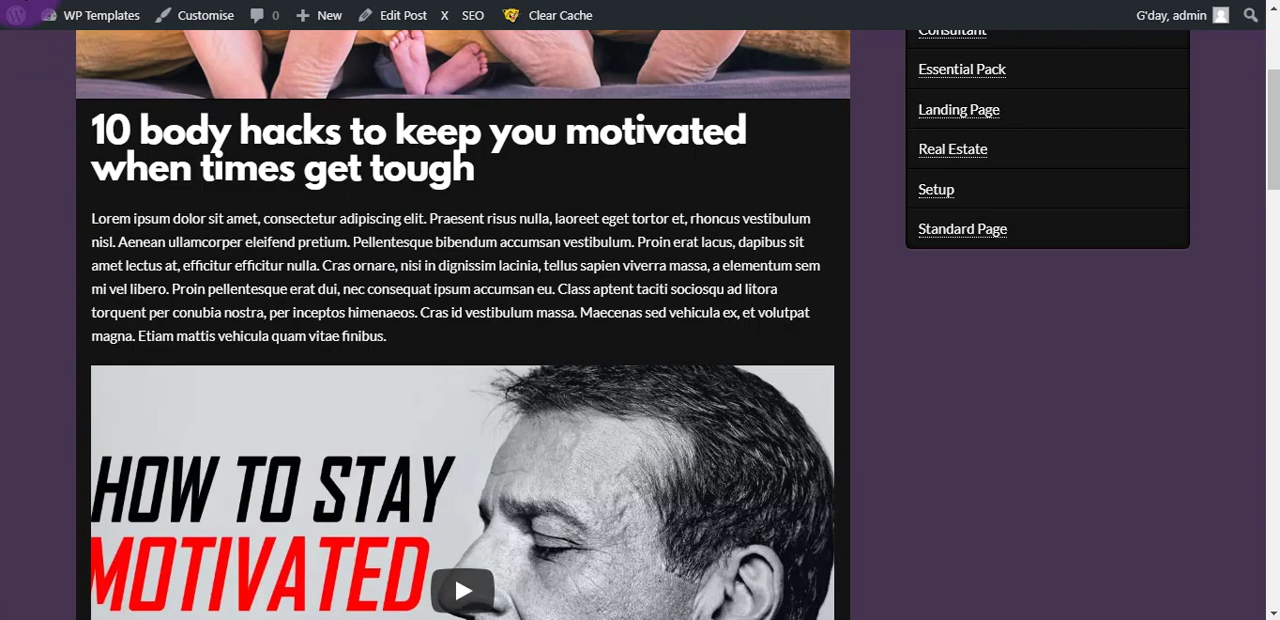 WP Templates Customise 0 New Edit Post X SEO Clear Cache G'day, admin
Consultant
Essential Pack
Landing Page
Real Estate
Setup
Standard Page
10 body hacks to keep you motivated
when times get tough
Lorem ipsum dolor sit amet, consectetur adipiscing elit. Praesent risus nulla, laoreet eget tortor et, rhoncus vestibulum
nisl. Aenean ullamcorper eleifend pretium. Pellentesque bibendum accumsan vestibulum. Proin erat lacus, dapibus sit
amet lectus at, efficitur efficitur nulla. Cras ornare, nisi in dignissim lacinia, tellus sapien viverra massa, a elementum sem
mi vel libero. Proin pellentesque erat dui, nec consequat ipsum accumsan eu. Class aptent taciti sociosqu ad litora
torquent per conubia nostra, per inceptos himenaeos. Cras id vestibulum massa. Maecenas sed vehicula ex, et volutpat
magna. Etiam mattis vehicula quam vitae finibus.
HOW TO STAY
MOTIVATED